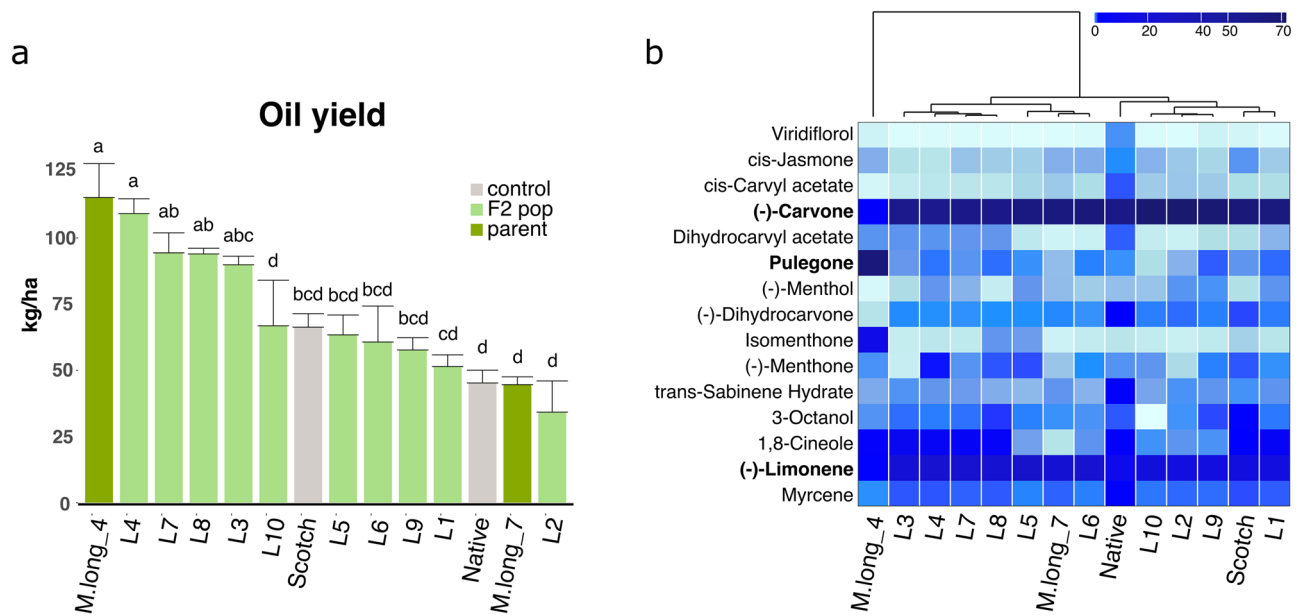 a
Oil yield
kg/ha
125
100
75
50
25
0
a
a
ab
ab
abc
d
bcd
bcd
bcd
bcd
cd
d
d
d
control
F2 pop
parent
M.long_4
L4
L7
L8
L3
L10
Scotch
L5
L6
L9
L1
Native
M.long_7
L2
b
0 20 40 50 70
Viridiflorol
cis-Jasmone
cis-Carvyl acetate
(-)-Carvone
Dihydrocarvyl acetate
Pulegone
(-)-Menthol
(-)-Dihydrocarvone
Isomenthone
(-)-Menthone
trans-Sabinene Hydrate
3-Octanol
1,8-Cineole
(-)-Limonene
Myrcene
M.long_4
L3
L4
L7
L8
L5
M.long_7
L6
Native
L10
L2
L9
Scotch
L1